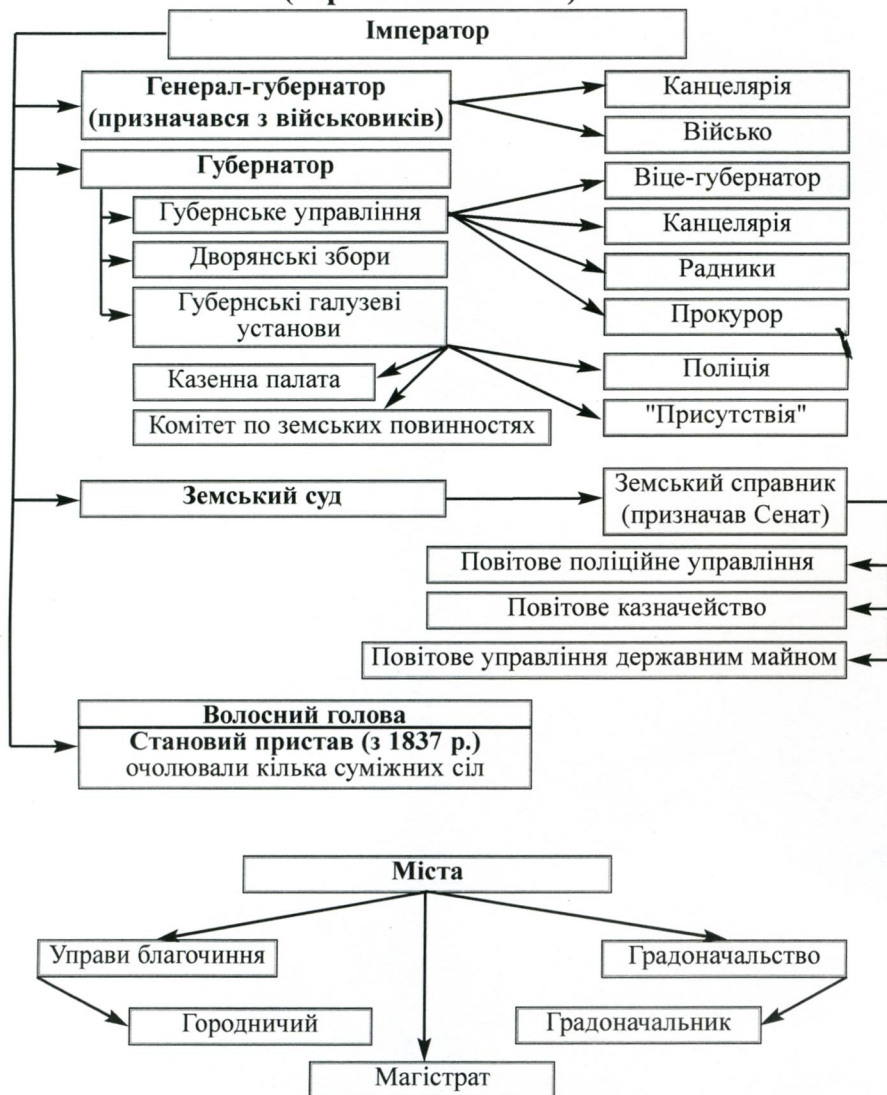 Імператор
Генерал-губернатор
(призначався з військовиків)
Канцелярія
Військо
Губернатор
Губернське управління
Віце-губернатор
Канцелярія
Радники
Прокурор
Дворянські збори
Губернські галузеві
установи
Поліція
"Присутствія"
Казенна палата
Комітет по земських повинностях
Земський суд
Земський справник
(призначав Сенат)
Повітове поліційне управління
Повітове казначейство
Повітове управління державним майном
Волосний голова
Становий пристав (з 1837 р.)
очолювали кілька суміжних сіл
Міста
Управи благочиння
Градоначальство
Городничий
Градоначальник
Магістрат